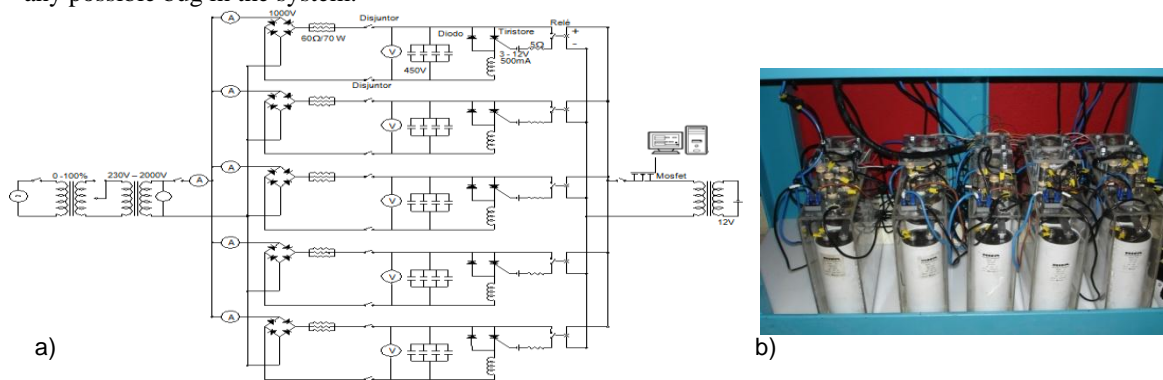 any possible bug in the system.
1000V
Disjuntor
60Ω/70 W
Diodo
Tiristore
Relé
+
-
5Ω
3 - 12V
500mA
A
V
450V
Disjuntor
A
V
0 -100%
230V – 2000V
A
A
V
Mosfet
12V
A
V
A
V
a)
b)